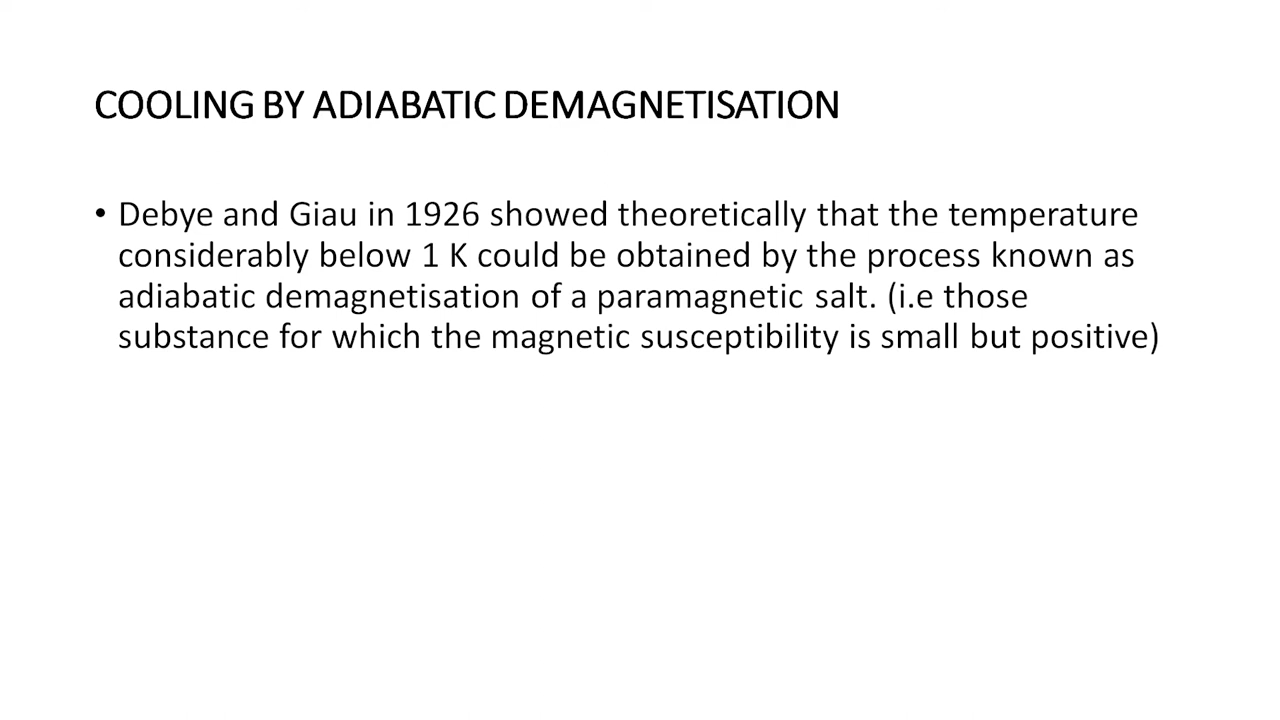 COOLING BY ADIABATIC DEMAGNETISATION
• Debye and Giau in 1926 showed theoretically that the temperature
considerably below 1 K could be obtained by the process known as
adiabatic demagnetisation of a paramagnetic salt. (i.e those
substance for which the magnetic susceptibility is small but positive)